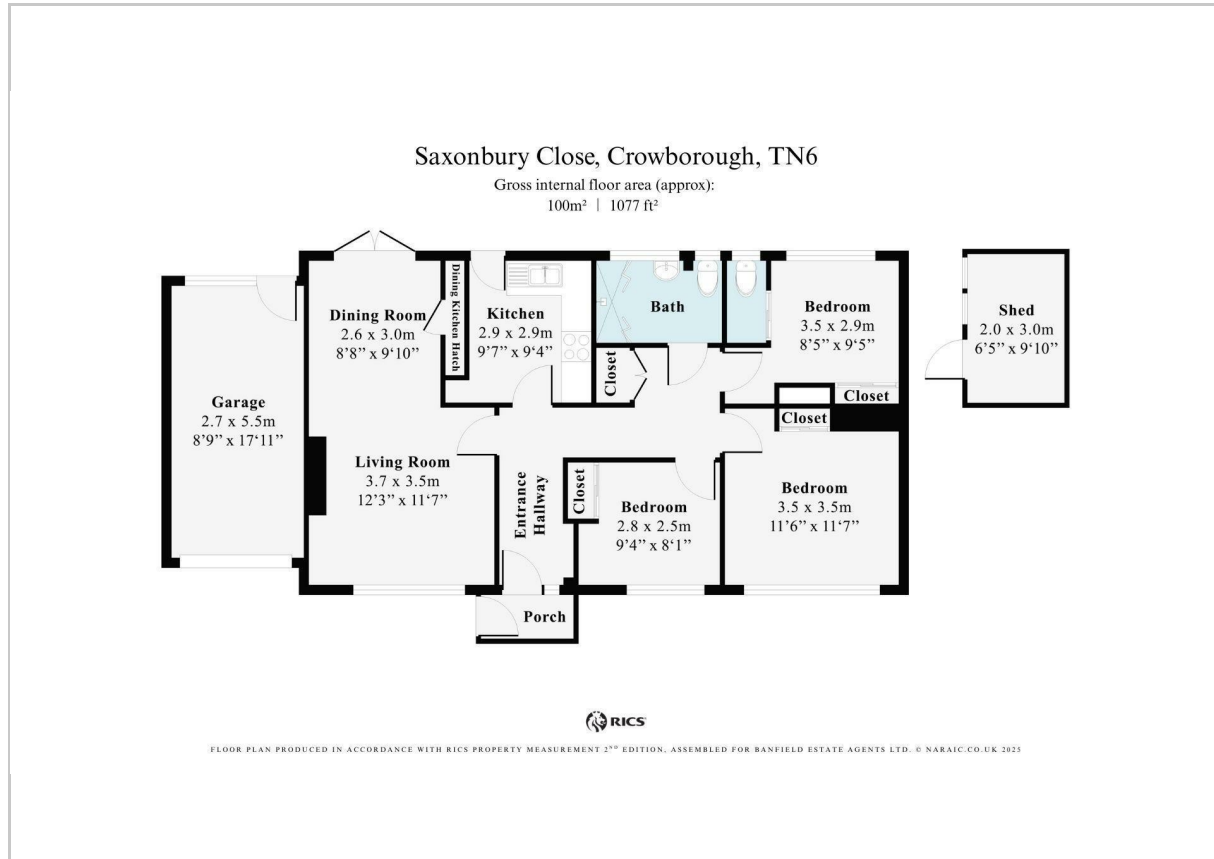 Saxonbury Close, Crowborough, TN6
Gross internal floor area (approx):
100m² | 1077 ft²
Dining Room
2.6 x 3.0m
8'8” x 9'10”
Dining Kitchen Hatch
Kitchen
2.9 x 2.9m
9'7” x 9'4”
Bath
Bedroom
3.5 x 2.9m
8'5” x 9'5”
Closet
Shed
2.0 x 3.0m
6'5” x 9'10”
Garage
2.7 x 5.5m
8'9” x 17'11”
Closet
Closet
Living Room
3.7 x 3.5m
12'3” x 11'7”
Entrance
Hallway
Closet
Bedroom
2.8 x 2.5m
9'4” x 8'1”
Bedroom
3.5 x 3.5m
11'6” x 11'7”
Porch
RICS
FLOOR PLAN PRODUCED IN ACCORDANCE WITH RICS PROPERTY MEASUREMENT 2ND EDITION, ASSEMBLED FOR BANFIELD ESTATE AGENTS LTD. © NARAIC.CO.UK 2025